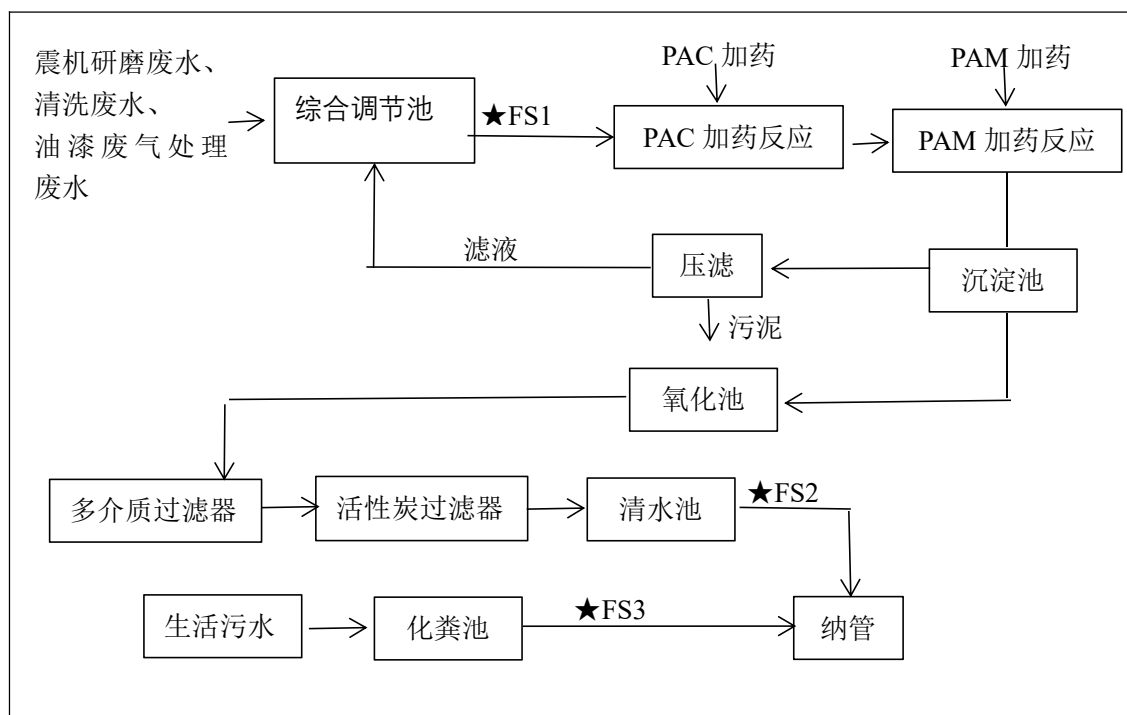 震机研磨废水、
清洗废水、
油漆废气处理
废水
综合调节池
★FS1
PAC 加药
PAC 加药反应
PAM 加药
PAM 加药反应
滤液
压滤
沉淀池
污泥
氧化池
多介质过滤器
活性炭过滤器
清水池
★FS2
生活污水
化粪池
★FS3
纳管